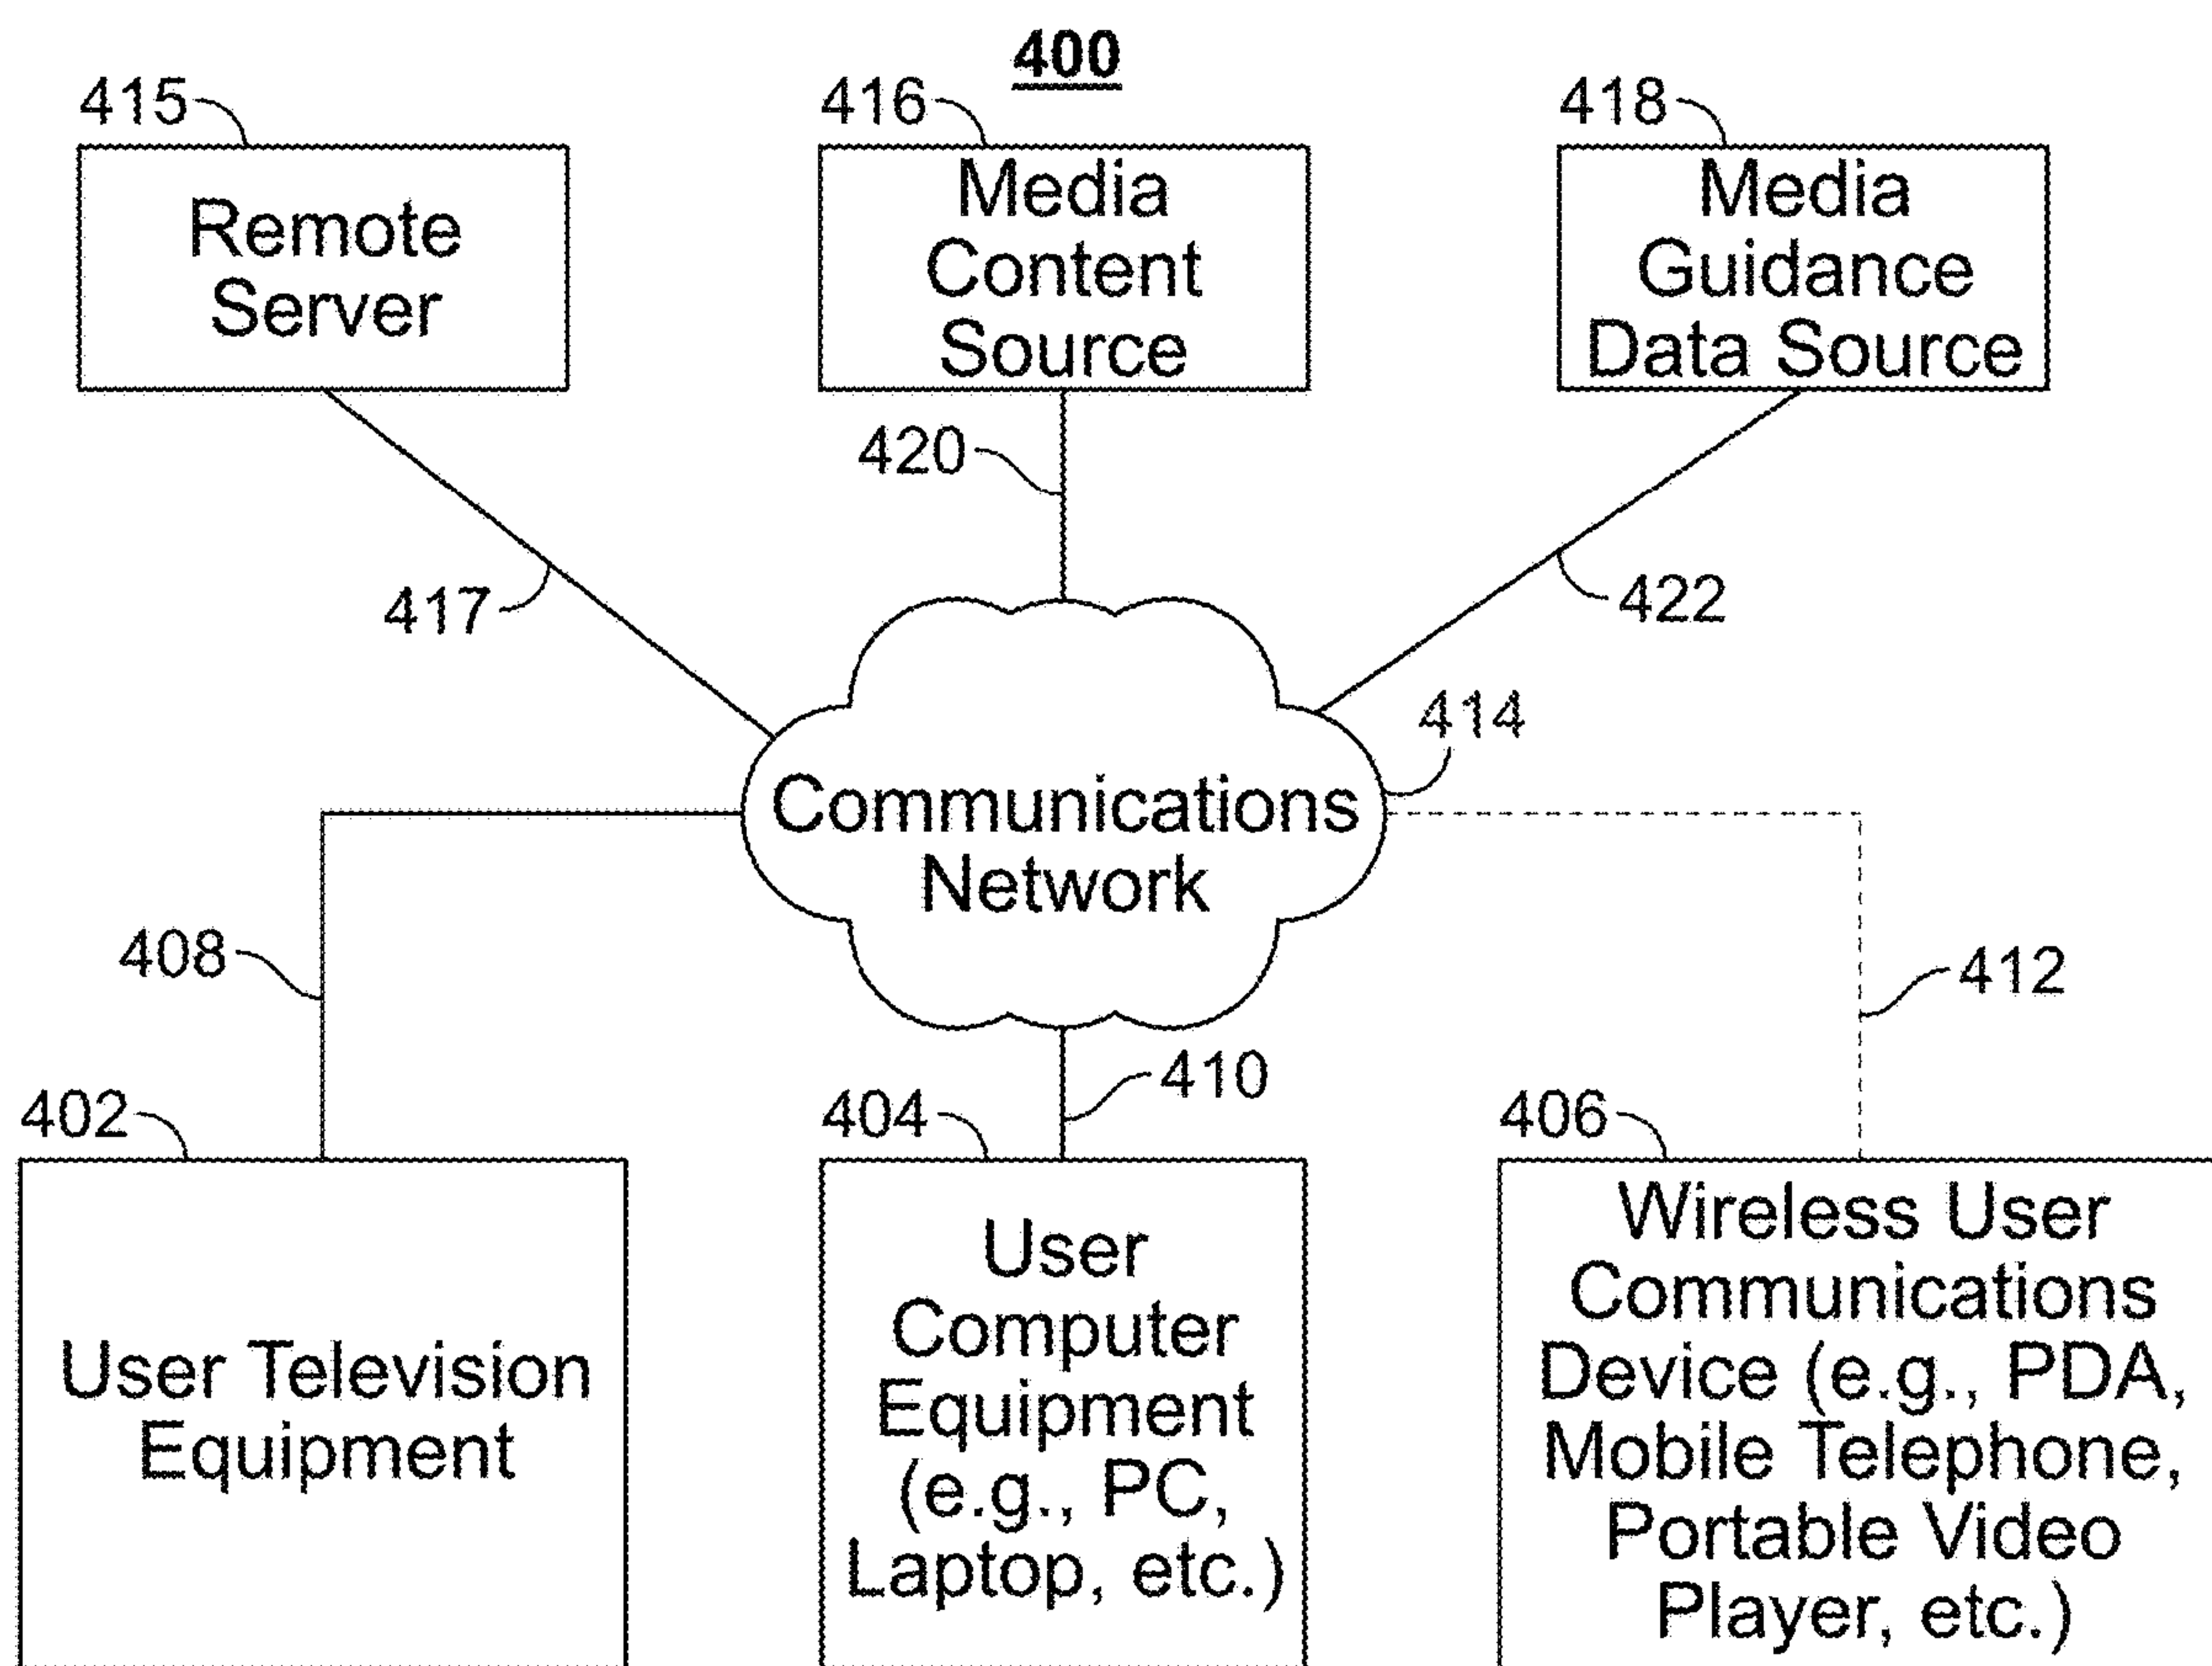 400
415
416
418
Remote
Server
Media
Content
Source
Media
Guidance
Data Source
420
417
422
414
Communications
Network
408
412
410
402
404
406
User Television
Equipment
User
Computer
Equipment
(e.g., PC,
Laptop, etc.)
Wireless User
Communications
Device (e.g., PDA,
Mobile Telephone,
Portable Video
Player, etc.)